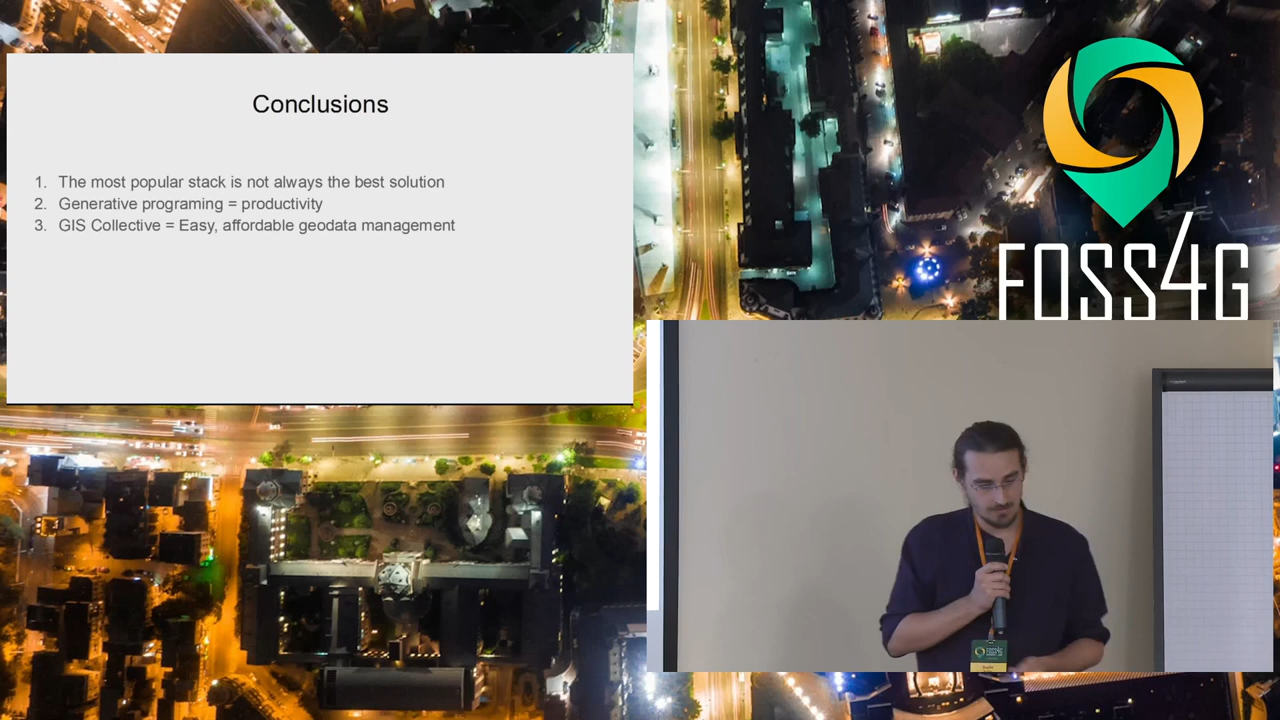 Conclusions
1. The most popular stack is not always the best solution
2. Generative programing = productivity
3. GIS Collective = Easy, affordable geodata management
FOSS4G